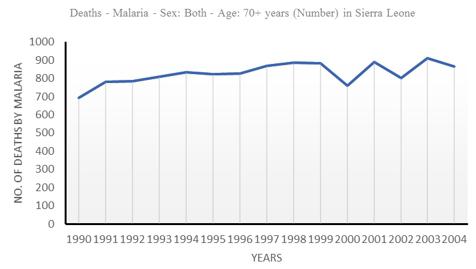 Deaths - Malaria - Sex: Both - Age: 70+ years (Number) in Sierra Leone
1000
900
800
700
600
500
400
300
200
100
0
NO. OF DEATHS BY MALARIA
1990 1991 1992 1993 1994 1995 1996 1997 1998 1999 2000 2001 2002 2003 2004
YEARS